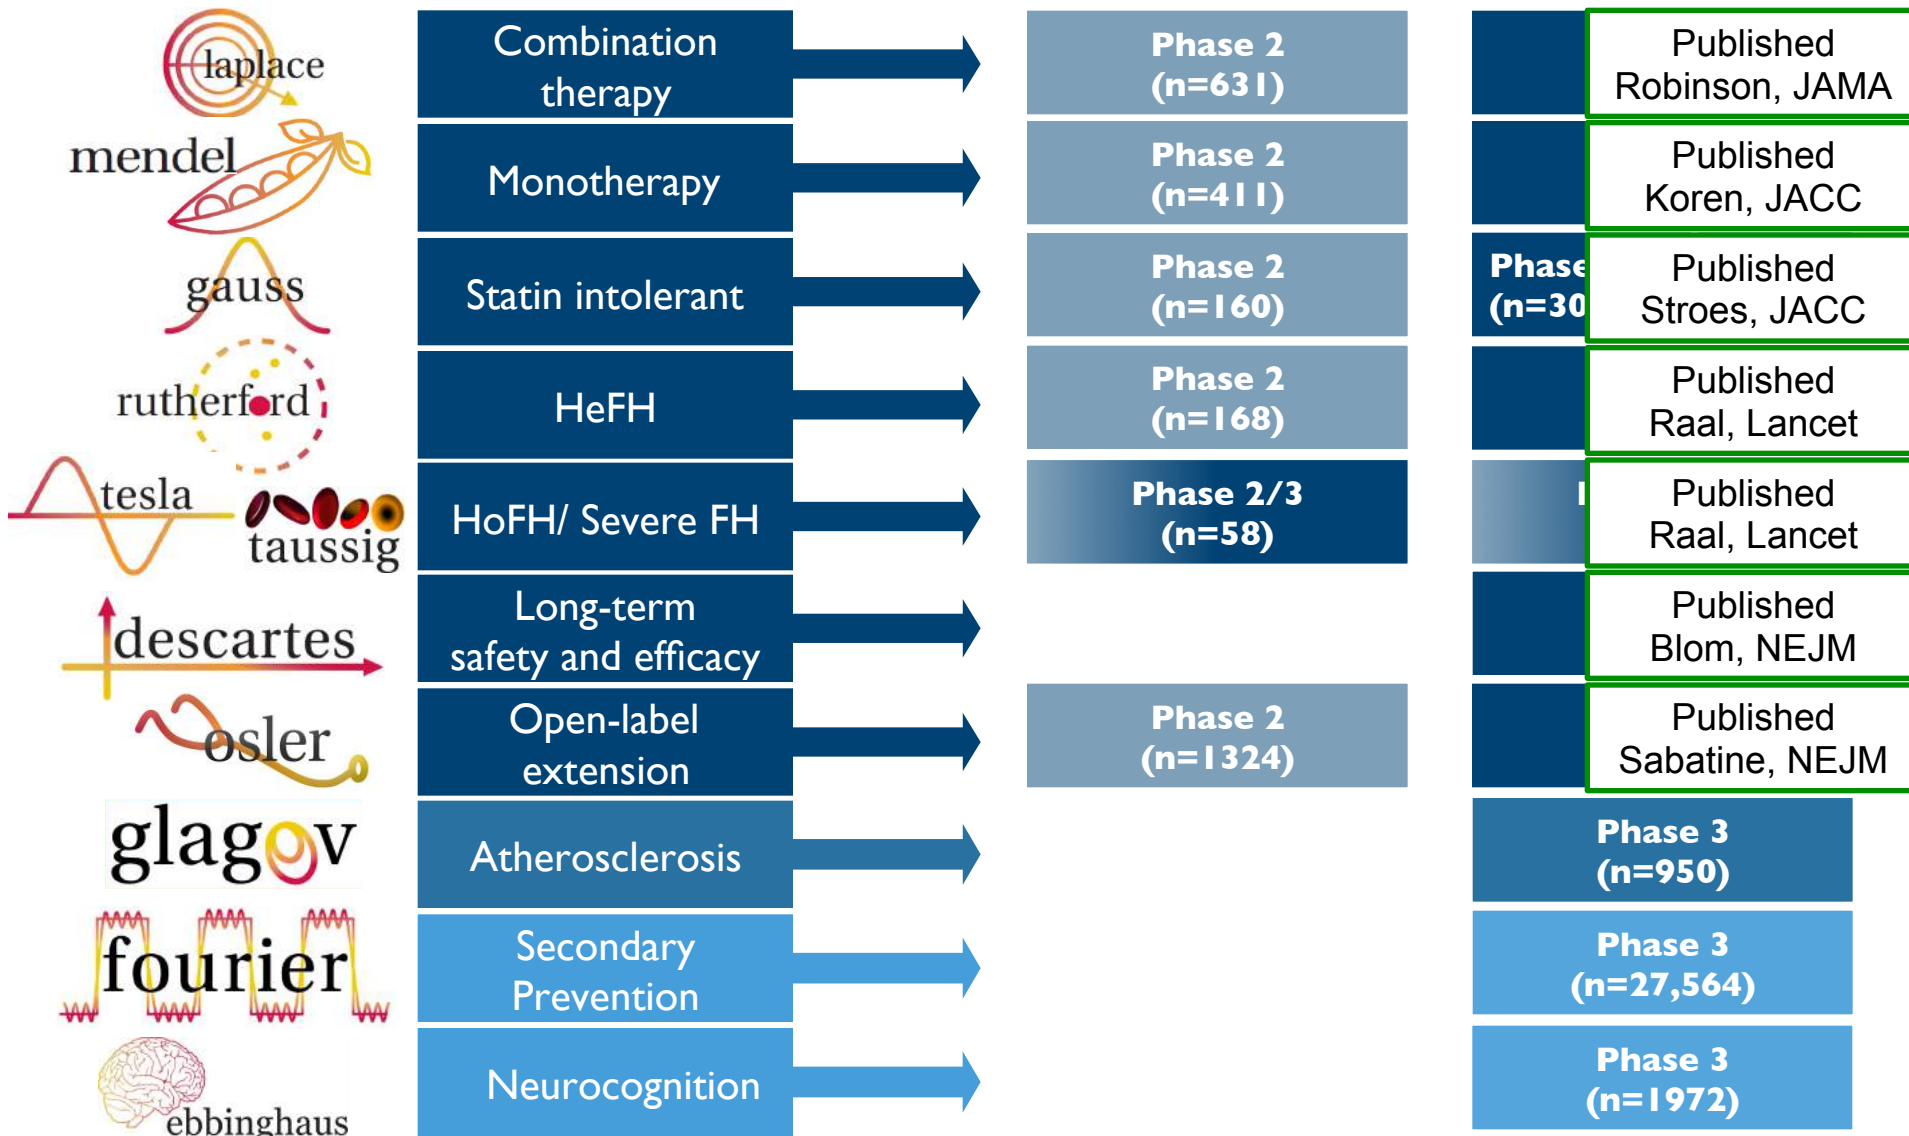 laplace
Combination
therapy
Phase 2
(n=631)
Published
Robinson, JAMA
mendel
Monotherapy
Phase 2
(n=411)
Published
Koren, JACC
gauss
Statin intolerant
Phase 2
(n=160)
Phase
(n=30
Published
Stroes, JACC
rutherford
HeFH
Phase 2
(n=168)
Published
Raal, Lancet
tesla
taussig
HoFH/ Severe FH
Phase 2/3
(n=58)
Published
Raal, Lancet
descartes
Long-term
safety and efficacy
Published
Blom, NEJM
osler
Open-label
extension
Phase 2
(n=1324)
Published
Sabatine, NEJM
glagov
Atherosclerosis
Phase 3
(n=950)
fourier
Secondary
Prevention
Phase 3
(n=27,564)
ebbinghaus
Neurocognition
Phase 3
(n=1972)